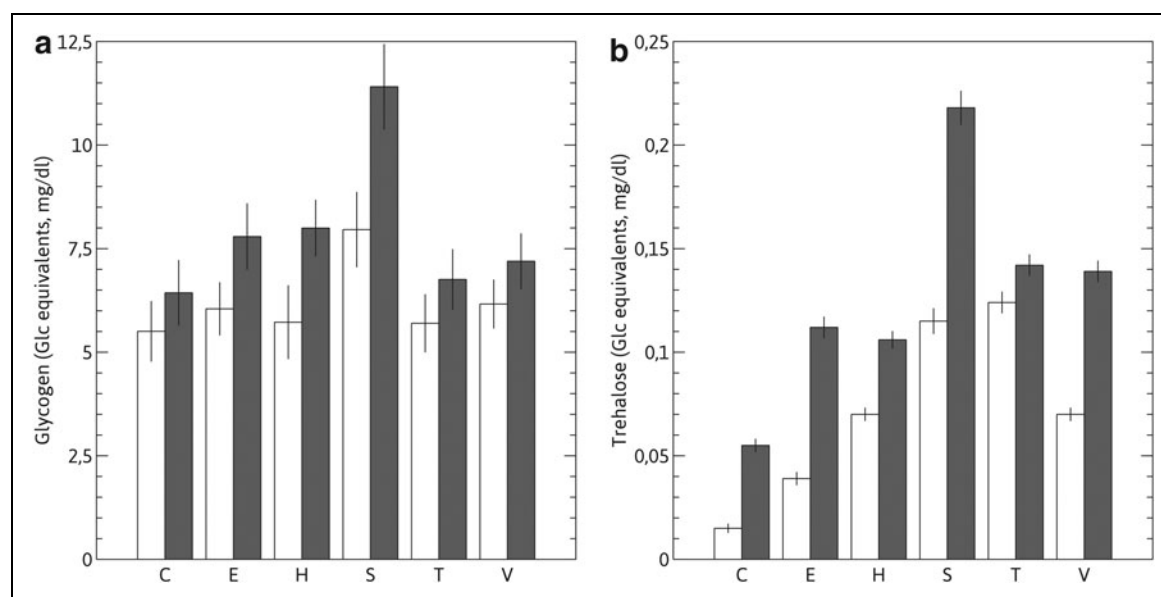 a
12,5
10
7,5
5
2,5
0
Glycogen (Glc equivalents, mg/dl)
C E H S T V
b
0,25
0,2
0,15
0,1
0,05
0
Trehalose (Glc equivalents, mg/dl)
C E H S T V